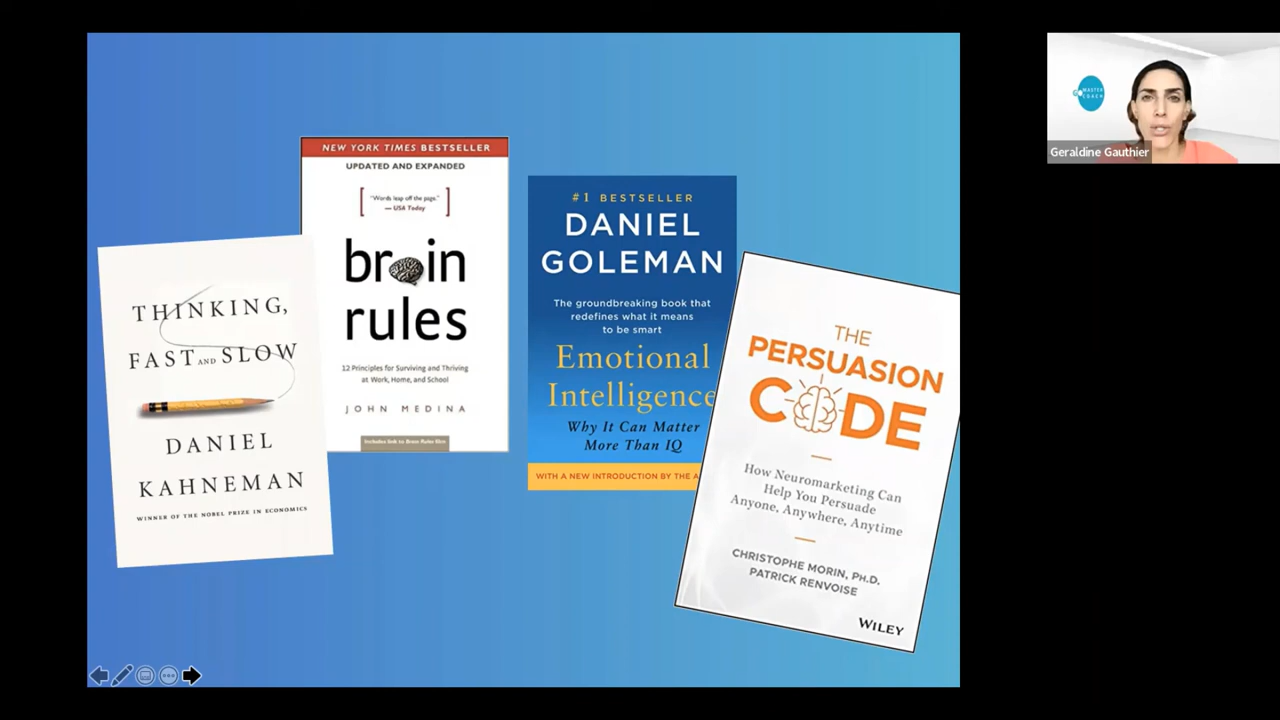 THINKING,
FAST AND SLOW
DANIEL
KAHNEMAN
WINNER OF THE NOBEL PRIZE IN ECONOMICS
NEW YORK TIMES BESTSELLER
UPDATED AND EXPANDED
"Words leap off the page."
— USA Today
brain
rules
12 Principles for Surviving and Thriving
at Work, Home, and School
JOHN MEDINA
#1 BESTSELLER
DANIEL
GOLEMAN
The groundbreaking book that
redefines what it means
to be smart
Emotional
Intelligence
Why It Can Matter
More Than IQ
WITH A NEW INTRODUCTION BY THE A
THE
PERSUASION
CODE
How Neuromarketing Can
Help You Persuade
Anyone, Anywhere, Anytime
CHRISTOPHE MORIN, PH.D.
PATRICK RENVOISE
WILEY
MASTER
COACH
Geraldine Gauthier